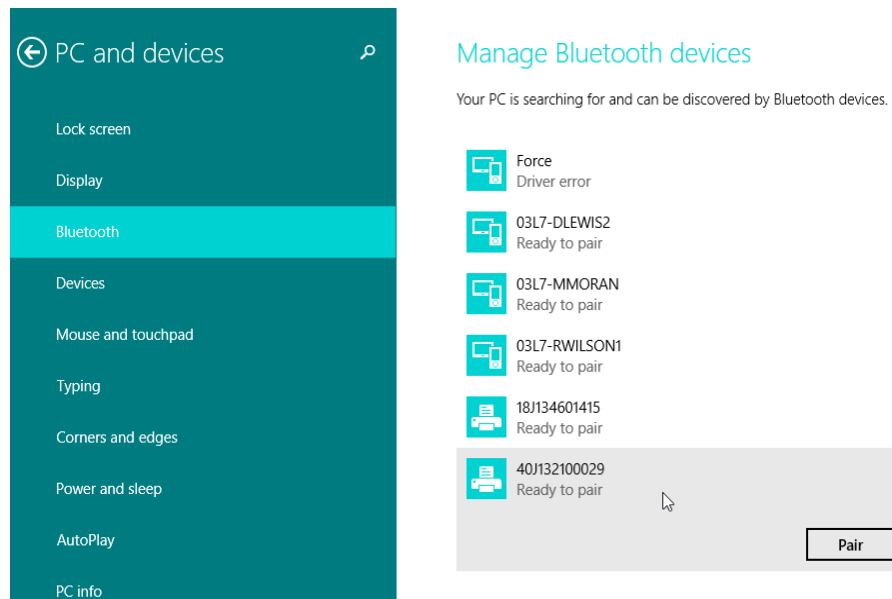 PC and devices
Lock screen
Display
Bluetooth
Devices
Mouse and touchpad
Typing
Corners and edges
Power and sleep
AutoPlay
PC info
Manage Bluetooth devices
Your PC is searching for and can be discovered by Bluetooth devices.
Force
Driver error
03L7-DLEWIS2
Ready to pair
03L7-MMORAN
Ready to pair
03L7-RWILSON1
Ready to pair
18J134601415
Ready to pair
40J132100029
Ready to pair
Pair